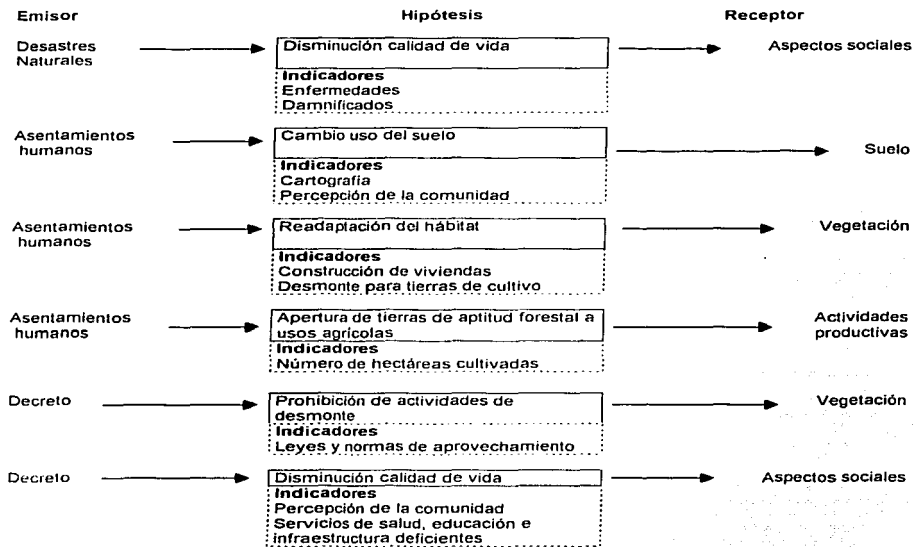 Emisor Hipótesis Receptor
Desastres Naturales Disminución calidad de vida Aspectos sociales
Indicadores
Enfermedades
Damnificados
Asentamientos humanos Cambio uso del suelo Suelo
Indicadores
Cartografía
Percepción de la comunidad
Asentamientos humanos Readaptación del hábitat Vegetación
Indicadores
Construcción de viviendas
Desmonte para tierras de cultivo
Asentamientos humanos Apertura de tierras de aptitud forestal a usos agrícolas Actividades productivas
Indicadores
Número de hectáreas cultivadas
Decreto Prohibición de actividades de desmonte Vegetación
Indicadores
Leyes y normas de aprovechamiento
Decreto Disminución calidad de vida Aspectos sociales
Indicadores
Percepción de la comunidad
Servicios de salud, educación e
infraestructura deficientes